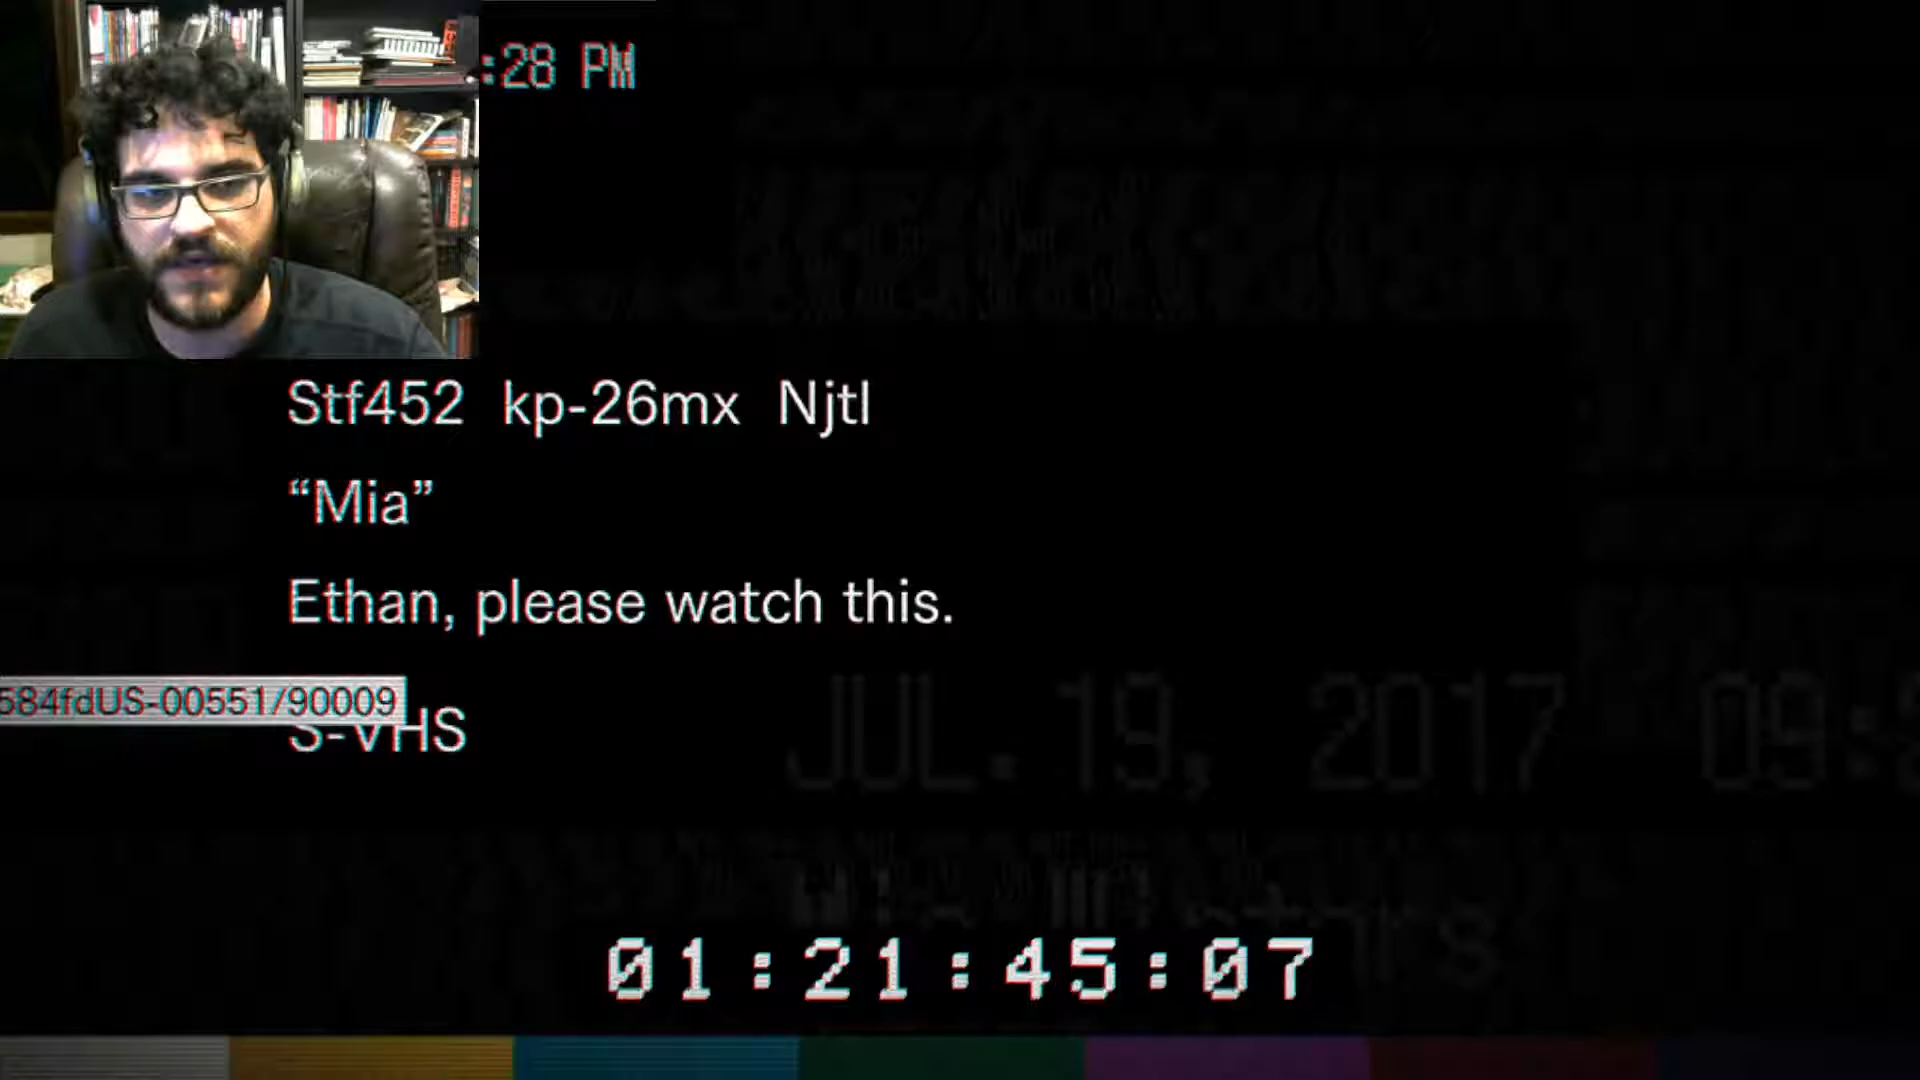 :28 PM
Stf452 kp-26mx Njtl
“Mia”
Ethan, please watch this.
584fdUS-00551/90009
S-VHS
JUL. 19, 2017 09:
01:21:45:07